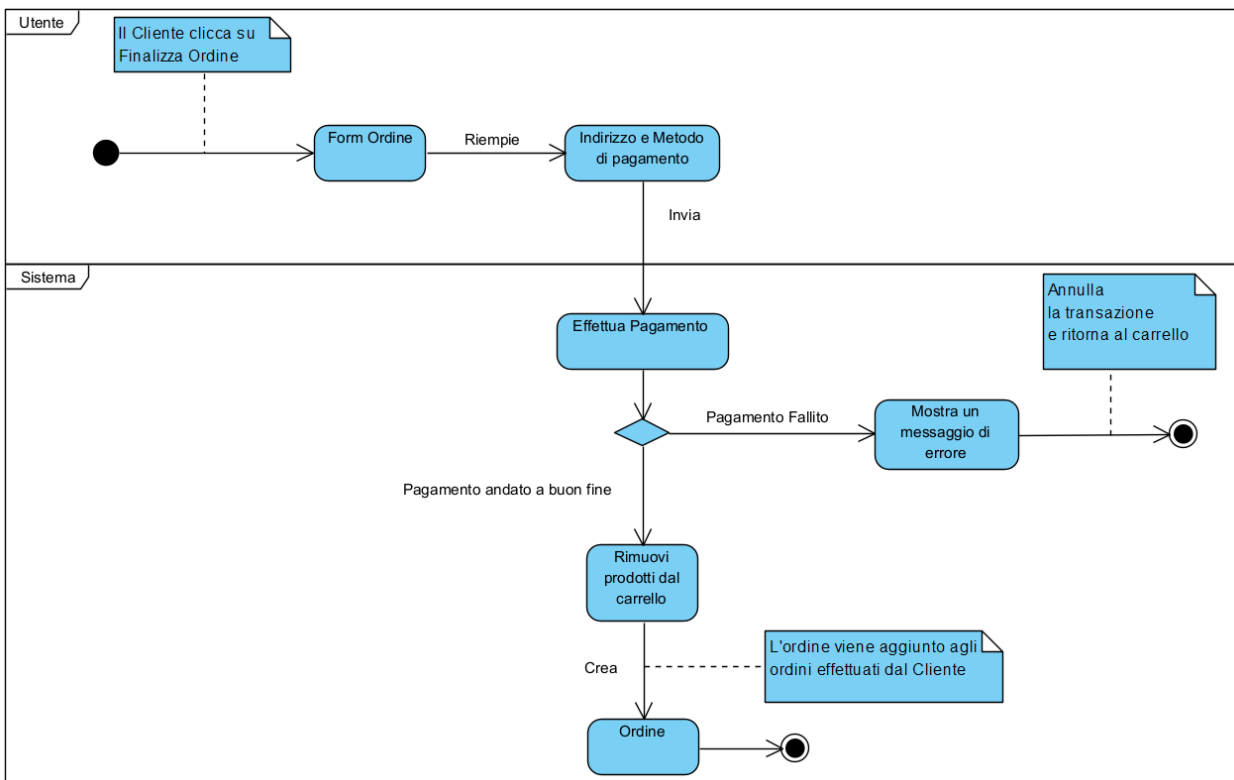 Utente
Il Cliente clicca su
Finalizza Ordine
Form Ordine
Riempie
Indirizzo e Metodo
di pagamento
Invia
Sistema
Annulla
la transazione
e ritorna al carrello
Effettua Pagamento
Pagamento Fallito
Mostra un
messaggio di
errore
Pagamento andato a buon fine
Rimuovi
prodotti dal
carrello
Crea
L'ordine viene aggiunto agli
ordini effettuati dal Cliente
Ordine